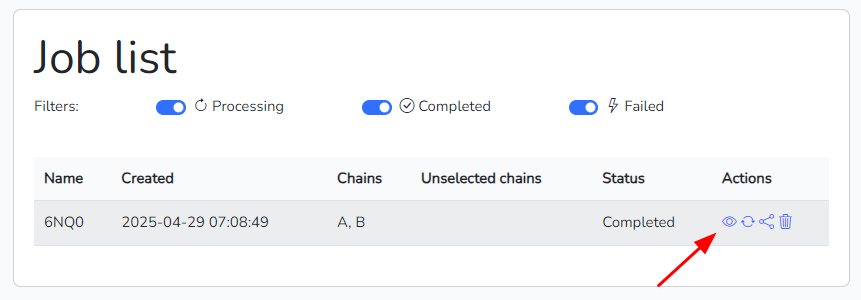 Job list
Filters: Processing Completed Failed
Name Created Chains Unselected chains Status Actions
6NQ0 2025-04-29 07:08:49 A, B Completed